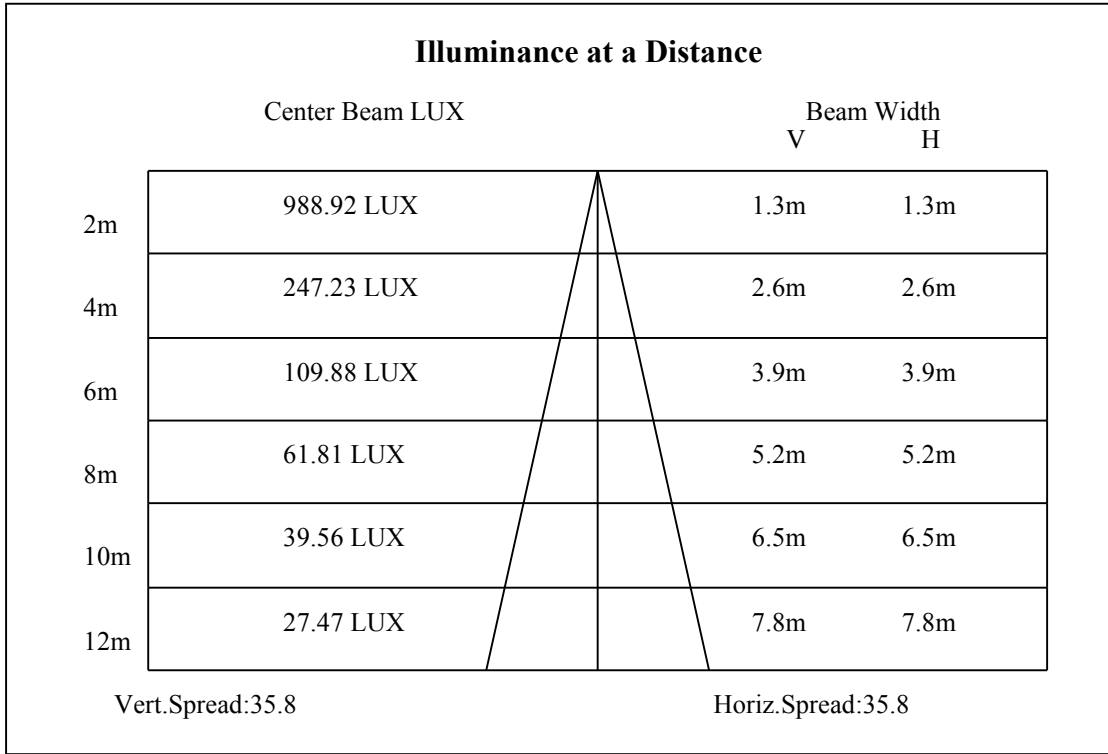 Illuminance at a Distance
Center Beam LUX Beam Width
V H
2m 988.92 LUX 1.3m 1.3m
4m 247.23 LUX 2.6m 2.6m
6m 109.88 LUX 3.9m 3.9m
8m 61.81 LUX 5.2m 5.2m
10m 39.56 LUX 6.5m 6.5m
12m 27.47 LUX 7.8m 7.8m
Vert.Spread:35.8 Horiz.Spread:35.8